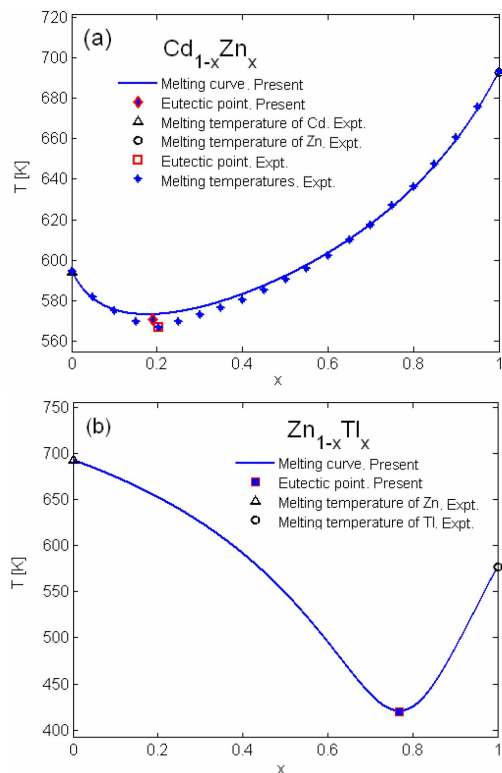 720
(a)
Cd1-xZnx
700
Melting curve. Present
Eutectic point. Present
680
Melting temperature of Cd. Expt.
Melting temperature of Zn. Expt.
660
Eutectic point. Expt.
Melting temperatures. Expt.
T [K]
640
620
600
580
560
0 0.2 0.4 0.6 0.8 1
x
750
(b)
Zn1-xTlx
700
Melting curve. Present
Eutectic point. Present
650
Melting temperature of Zn. Expt.
Melting temperature of Tl. Expt.
600
T [K]
550
500
450
400
0 0.2 0.4 0.6 0.8 1
x